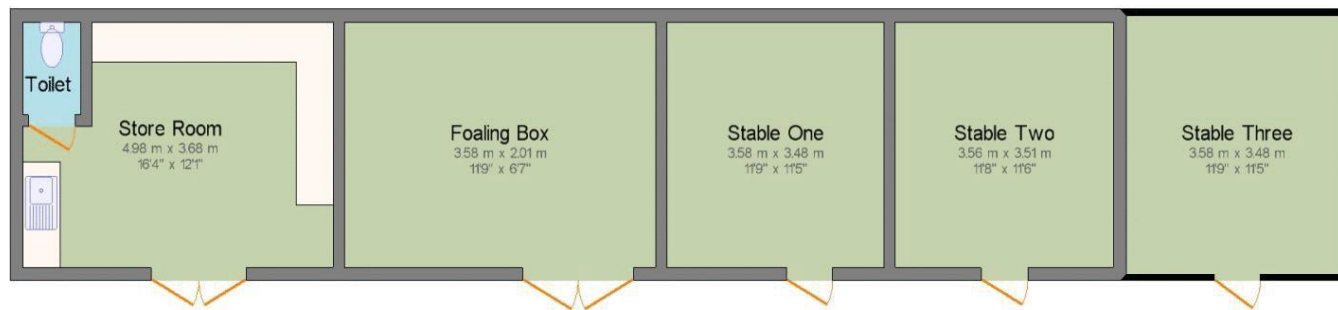 Toilet
Store Room
4.98 m x 3.68 m
16'4" x 12'1"
Foaling Box
3.58 m x 2.01 m
11'9" x 6'7"
Stable One
3.58 m x 3.48 m
11'9" x 11'5"
Stable Two
3.56 m x 3.51 m
11'8" x 11'6"
Stable Three
3.58 m x 3.48 m
11'9" x 11'5"